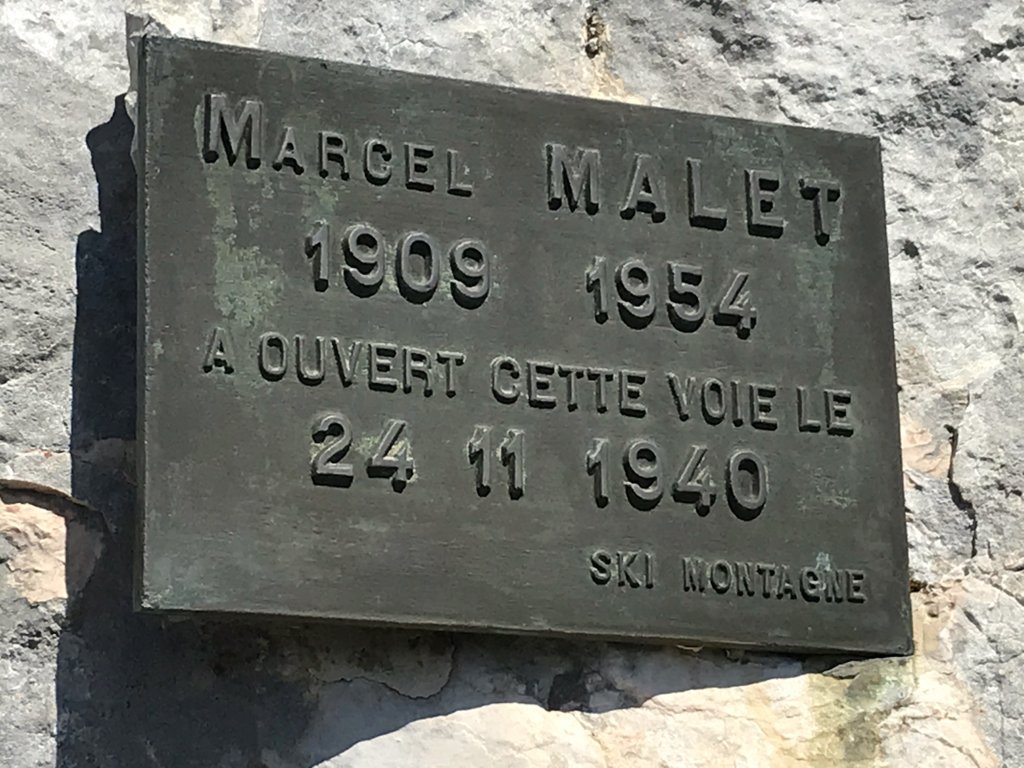 MARCEL MALET
1909 1954
A OUVERT CETTE VOIE LE
24 11 1940
SKI MONTAGNE